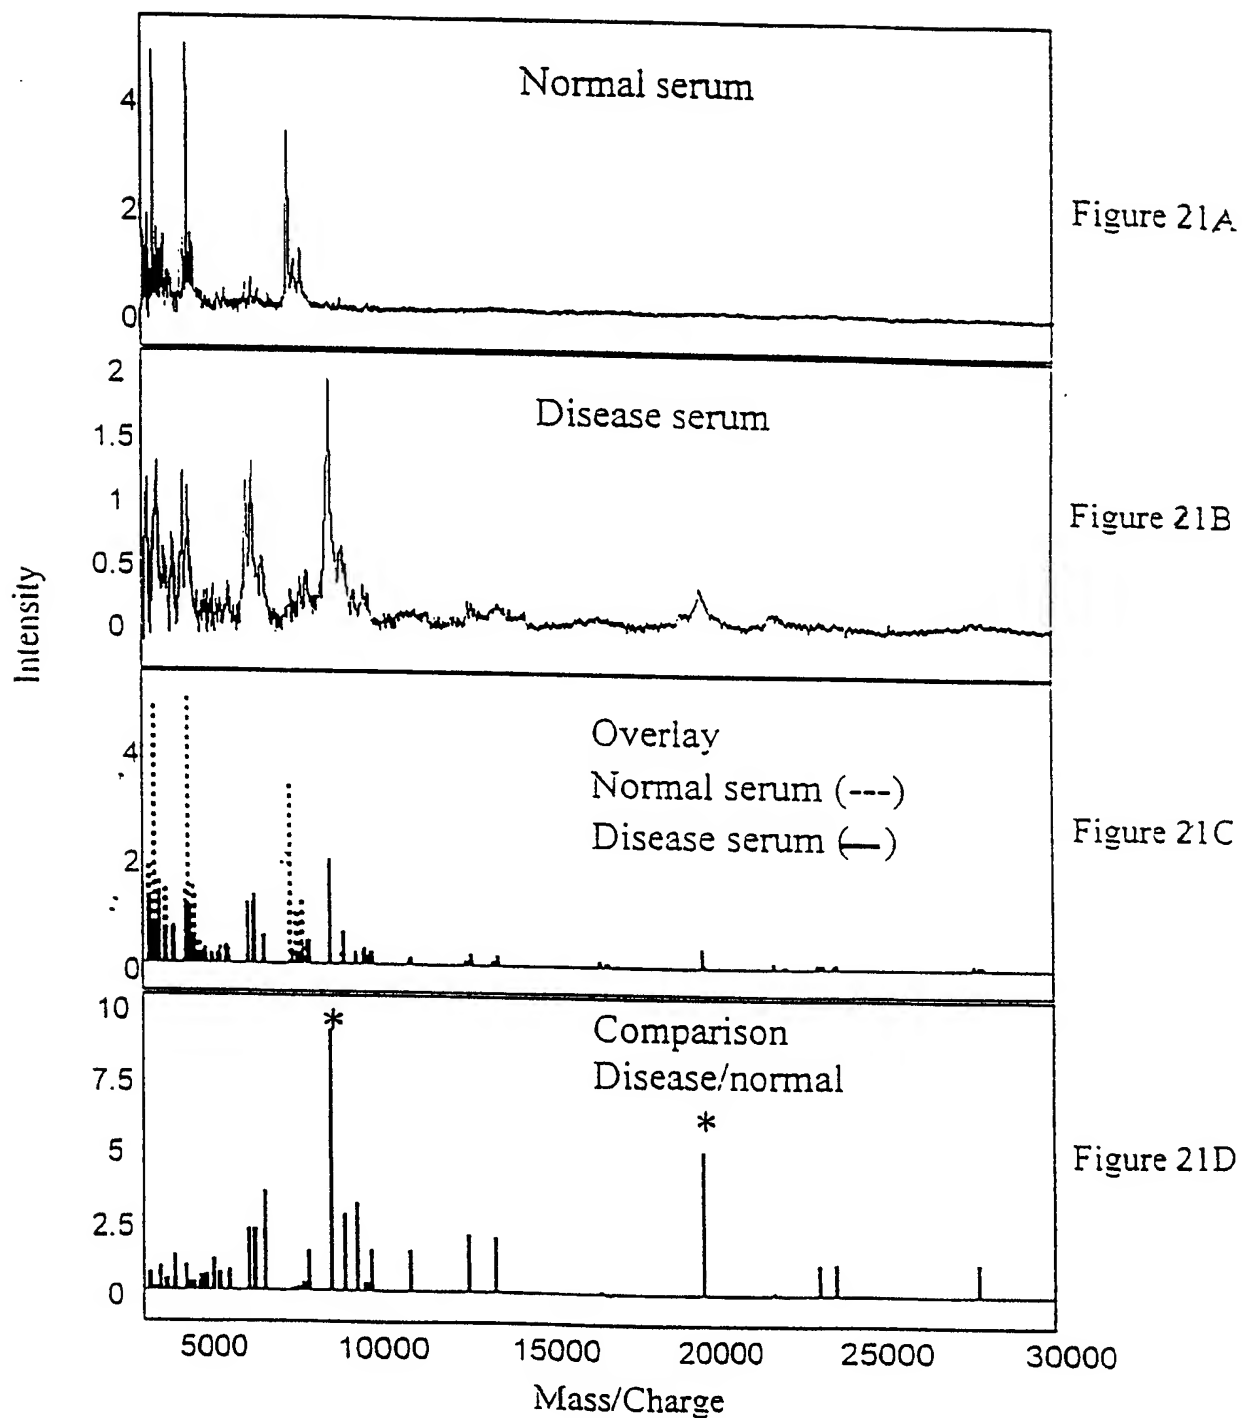 Normal serum
4
2
0
Figure 21A
Disease serum
2
1.5
1
0.5
0
Figure 21B
Intensity
Overlay
Normal serum (---)
Disease serum (—)
4
2
0
Figure 21C
Comparison
Disease/normal
*
*
10
7.5
5
2.5
0
Figure 21D
5000 10000 15000 20000 25000 30000
Mass/Charge